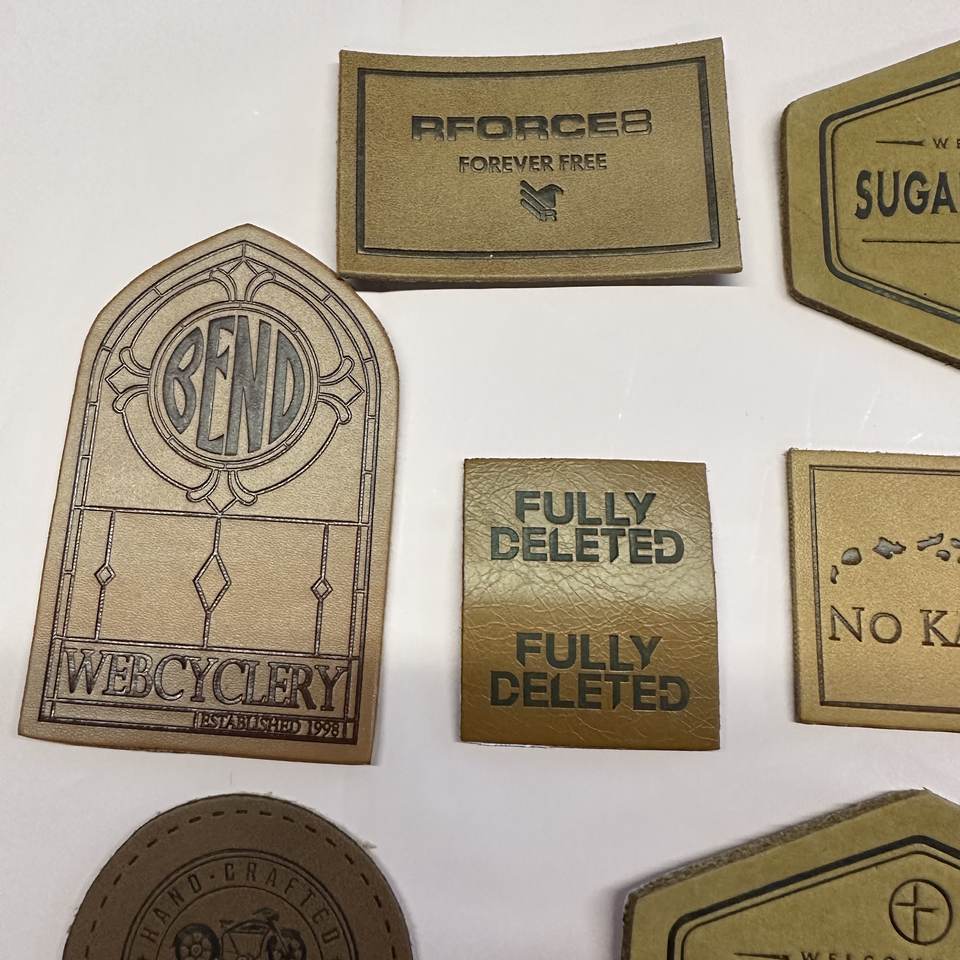 RFORCE8
FOREVER FREE
R
SUGA
BEND
WEBCYCLERY
ESTABLISHED 1998
FULLY
DELETED
FULLY
DELETED
No KA
HAND-CRAFTED